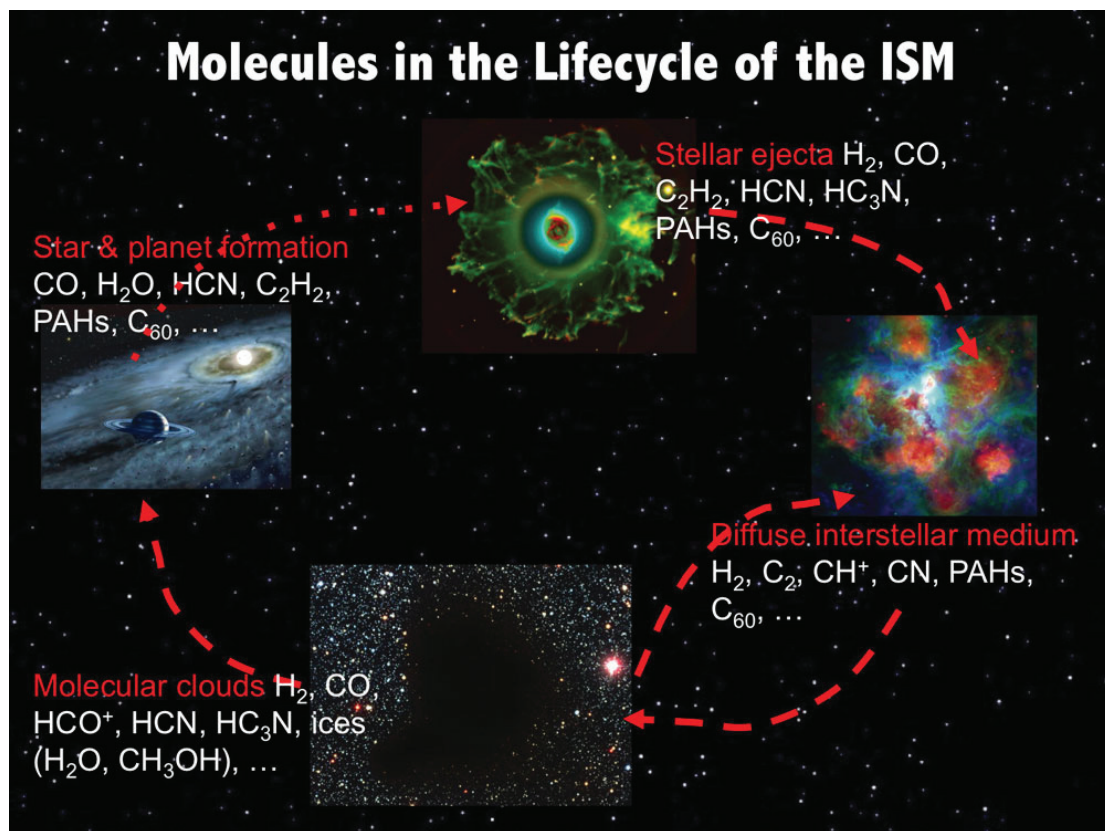 Molecules in the Lifecycle of the ISM
Stellar ejecta H₂, CO,
C₂H₂, HCN, HC₃N,
PAHs, C₆₀, …
Star & planet formation
CO, H₂O, HCN, C₂H₂,
PAHs, C₆₀, …
Diffuse interstellar medium
H₂, C₂, CH⁺, CN, PAHs,
C₆₀, …
Molecular clouds H₂, CO,
HCO⁺, HCN, HC₃N, ices
(H₂O, CH₃OH), …